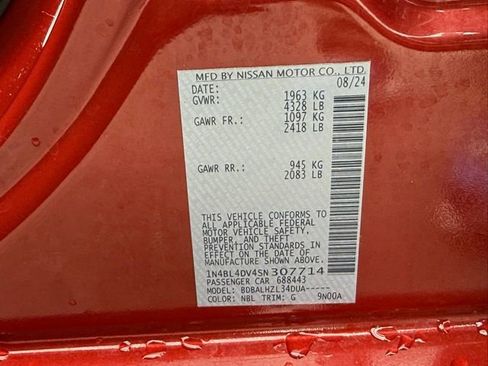 MFD BY NISSAN MOTOR CO., LTD.
DATE: 08/24
GVWR: 1963 KG
4328 LB
GAWR FR.: 1097 KG
2418 LB
GAWR RR.: 945 KG
2083 LB
THIS VEHICLE CONFORMS TO
ALL APPLICABLE FEDERAL
MOTOR VEHICLE SAFETY,
BUMPER, AND THEFT
PREVENTION STANDARDS IN
EFFECT ON THE DATE OF
MANUFACTURE SHOWN ABOVE.
1N4BL4DV4SN307714
PASSENGER CAR 688443
MODEL: BDBALHZL34DUA-----
COLOR: NBL TRIM: G 9N00A